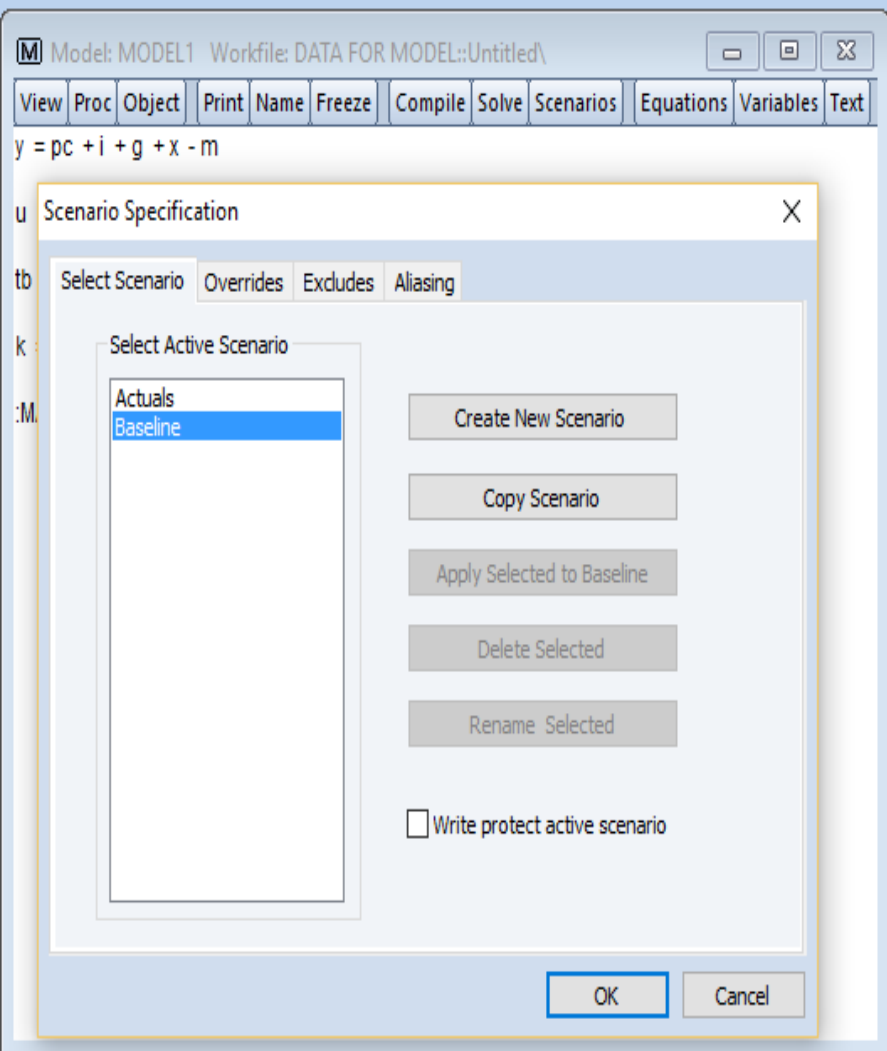 M Model: MODEL1 Workfile: DATA FOR MODEL::Untitled\
View Proc Object Print Name Freeze Compile Solve Scenarios Equations Variables Text
y = pc + i + g + x - m
u
Scenario Specification
tb
Select Scenario Overrides Excludes Aliasing
k =
Select Active Scenario
:M
Actuals
Baseline
Create New Scenario
Copy Scenario
Apply Selected to Baseline
Delete Selected
Rename Selected
Write protect active scenario
OK Cancel